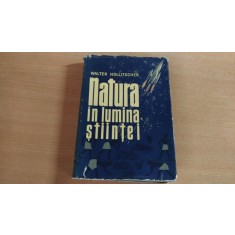 WALTER HOLLITSCHER
Natura
în lumina
științei